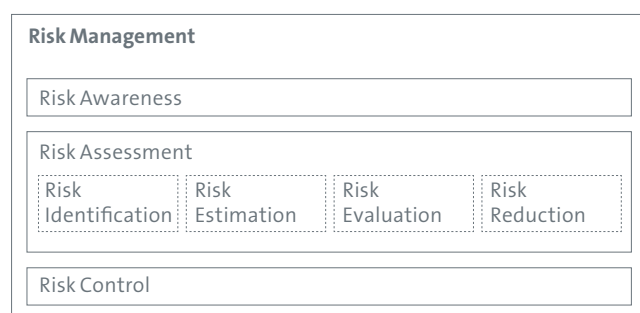 Risk Management
Risk Awareness
Risk Assessment
Risk
Identification
Risk
Estimation
Risk
Evaluation
Risk
Reduction
Risk Control